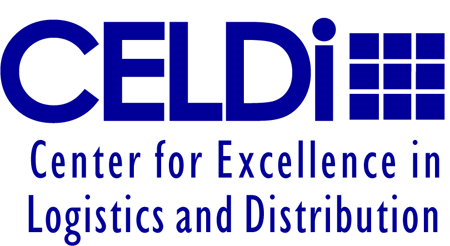 CELDi
Center for Excellence in
Logistics and Distribution